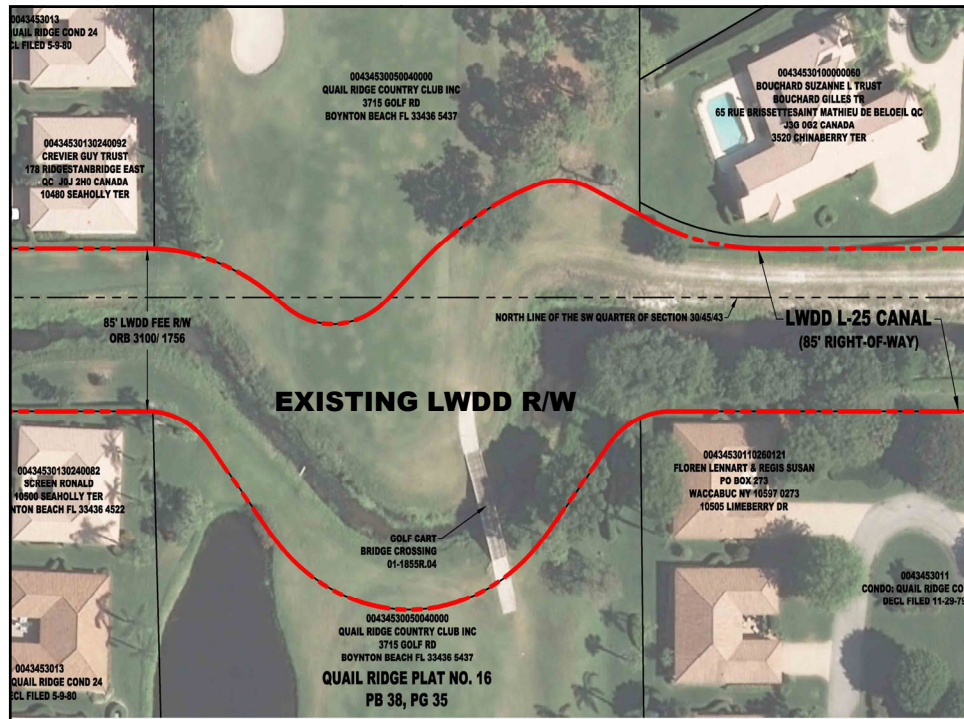 0043453013
QUAIL RIDGE COND 24
CL FILED 5-9-80
00434530050040000
QUAIL RIDGE COUNTRY CLUB INC
3715 GOLF RD
BOYNTON BEACH FL 33436 5437
00434530100000060
BOUCHARD SUZANNE L TRUST
BOUCHARD GILLES TR
65 RUE BRISSETTESAINT MATHIEU DE BELOEIL QC
J3G 0G2 CANADA
3520 CHINABERRY TER
00434530130240092
CREVIER GUY TRUST
178 RIDGESTANBRIDGE EAST
QC J0J 2H0 CANADA
10480 SEAHOLLY TER
85' LWDD FEE R/W
ORB 3100/ 1756
NORTH LINE OF THE SW QUARTER OF SECTION 30/45/43
LWDD L-25 CANAL
(85' RIGHT-OF-WAY)
EXISTING LWDD R/W
00434530130240082
SCREEN RONALD
10500 SEAHOLLY TER
NTON BEACH FL 33436 4522
00434530110260121
FLOREN LENNART & REGIS SUSAN
PO BOX 273
WACCABUC NY 10597 0273
10505 LIMEBERRY DR
GOLF CART
BRIDGE CROSSING
01-1855R.04
0043453011
CONDO: QUAIL RIDGE CO
DECL FILED 11-29-79
00434530050040000
QUAIL RIDGE COUNTRY CLUB INC
3715 GOLF RD
BOYNTON BEACH FL 33436 5437
QUAIL RIDGE PLAT NO. 16
PB 38, PG 35
0043453013
QUAIL RIDGE COND 24
ECL FILED 5-9-80